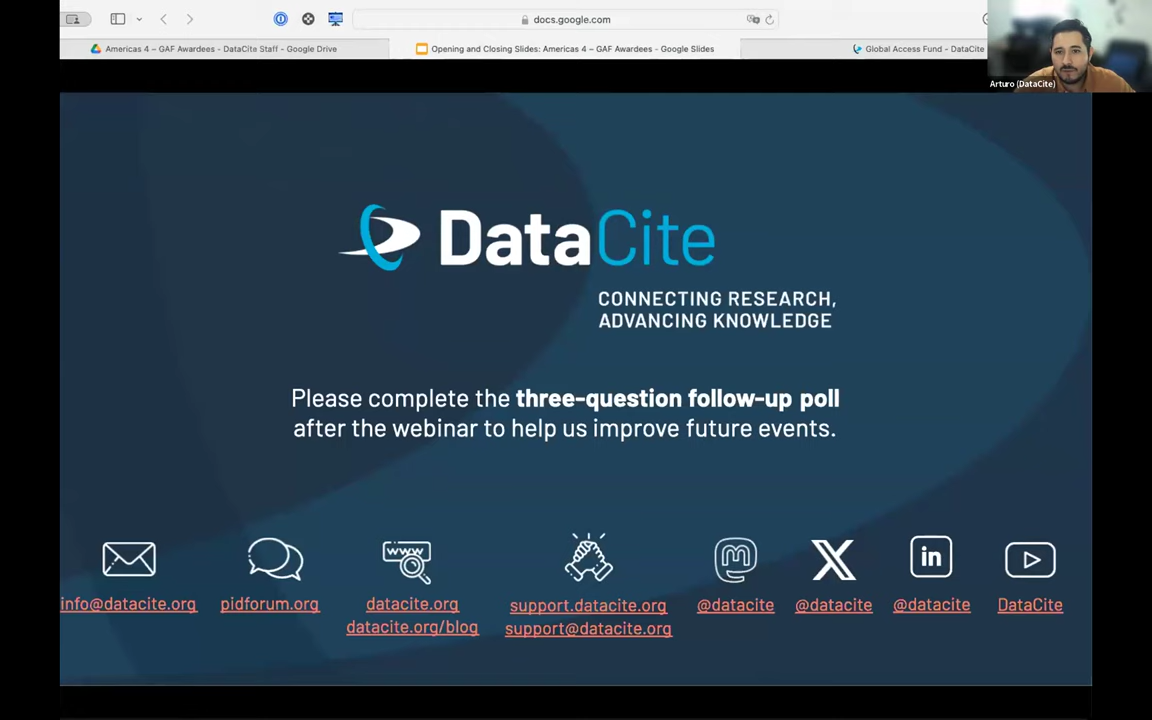 docs.google.com
Americas 4 – GAF Awardees - DataCite Staff - Google Drive
Opening and Closing Slides: Americas 4 – GAF Awardees - Google Slides
Global Access Fund - DataCite
Arturo (DataCite)
DataCite
CONNECTING RESEARCH,
ADVANCING KNOWLEDGE
Please complete the three-question follow-up poll
after the webinar to help us improve future events.
www
m
X
in
info@datacite.org
pidforum.org
datacite.org
datacite.org/blog
support.datacite.org
support@datacite.org
@datacite
@datacite
@datacite
DataCite